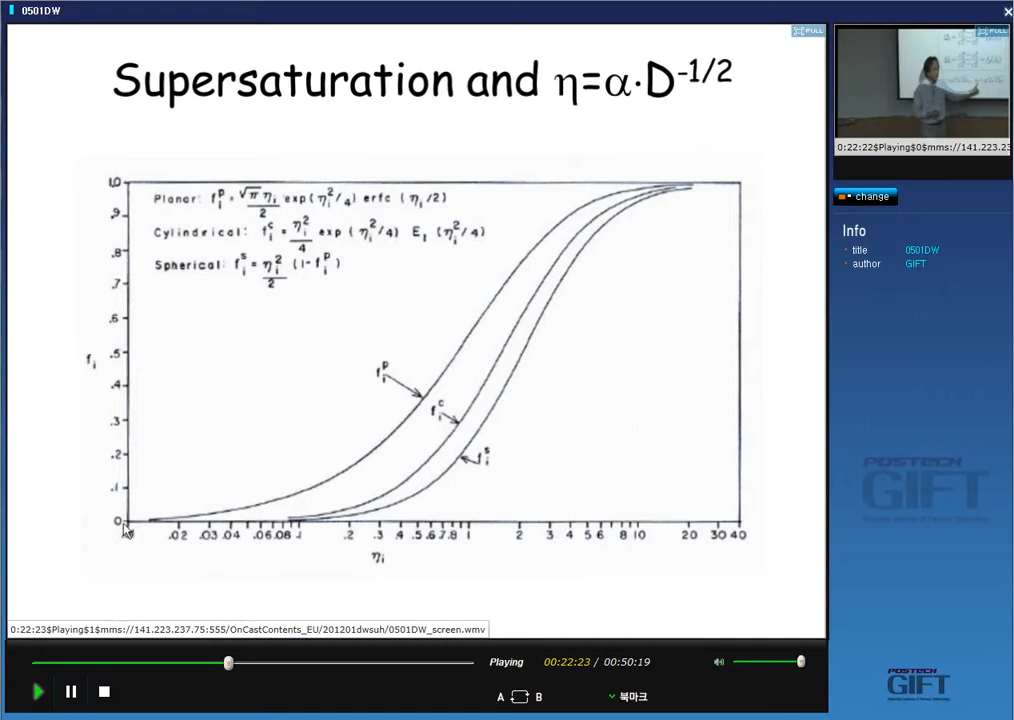 0501DW
FULL
Supersaturation and η=α·D-1/2
Planar: f_i^p = √π η_i / 2 exp(η_i²/4) erfc (η_i/2)
Cylindrical: f_i^c = η_i² / 4 exp (η_i²/4) E₁ (η_i²/4)
Spherical: f_i^s = η_i² / 2 (1-f_i^p)
1.0
.9
.8
.7
.6
.5
.4
.3
.2
.1
0
f_i
f_i^p
f_i^c
f_i^s
.02 .03 .04 .06 .08 .1 .2 .3 .4 .5 .6 .7 .8 1 2 3 4 5 6 8 10 20 30 40
η_i
0:22:23$Playing$1$mms://141.223.237.75:555/OnCastContents_EU/201201dwsuh/0501DW_screen.wmv
FULL
0:22:22$Playing$0$mms://141.223.23
change
Info
title 0501DW
author GIFT
POSTECH
GIFT
Playing 00:22:23 / 00:50:19
A B 북마크
POSTECH
GIFT